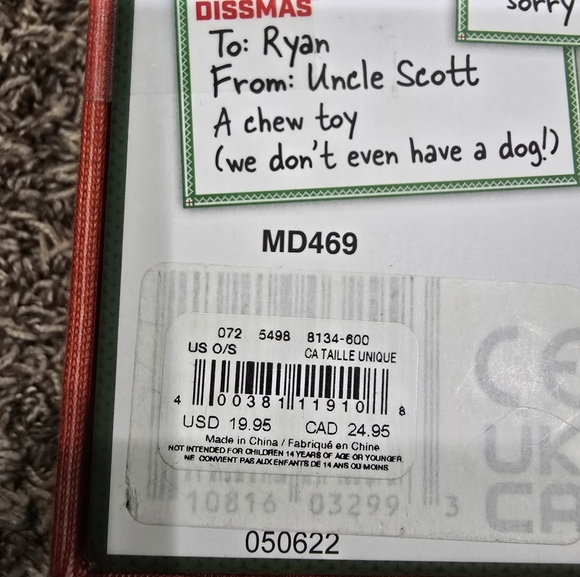 DISSMAS
sorry
To: Ryan
From: Uncle Scott
A chew toy
(we don't even have a dog!)
MD469
072 5498 8134-600
US O/S CA TAILLE UNIQUE
4 00381 11910 8
USD 19.95 CAD 24.95
Made in China / Fabriqué en Chine
NOT INTENDED FOR CHILDREN 14 YEARS OF AGE OR YOUNGER.
NE CONVIENT PAS AUX ENFANTS DE 14 ANS OU MOINS
10816 03299 3
CE
UK
CA
050622